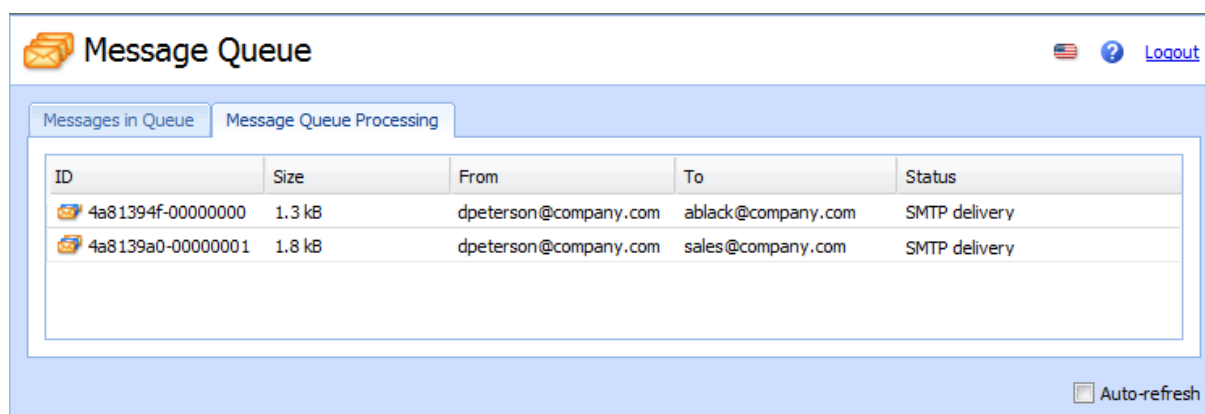 Message Queue
? Logout
Messages in Queue Message Queue Processing
ID Size From To Status
4a81394f-00000000 1.3 kB dpeterson@company.com ablack@company.com SMTP delivery
4a8139a0-00000001 1.8 kB dpeterson@company.com sales@company.com SMTP delivery
Auto-refresh